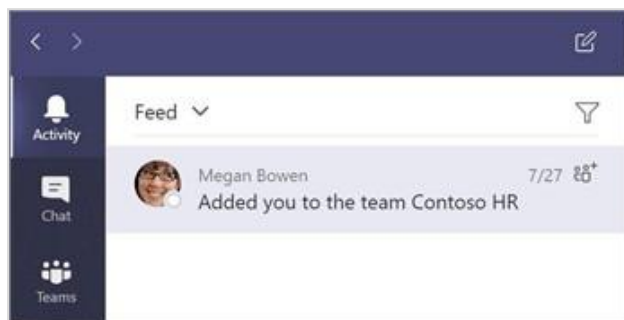 Activity
Chat
Teams
Feed
Megan Bowen 7/27
Added you to the team Contoso HR